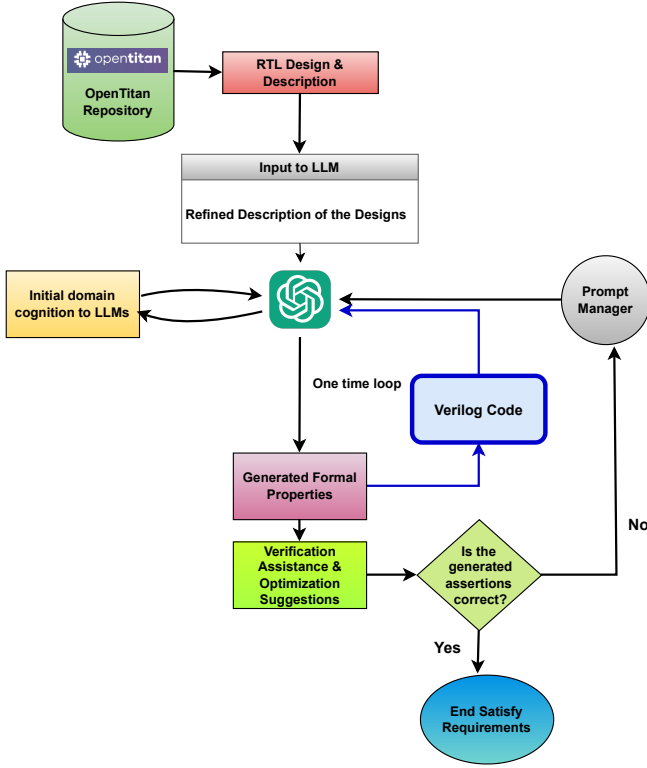 opentitan
OpenTitan
Repository
RTL Design &
Description
Input to LLM
Refined Description of the Designs
Initial domain
cognition to LLMs
Prompt
Manager
One time loop
Verilog Code
Generated Formal
Properties
Verification
Assistance &
Optimization
Suggestions
Is the
generated
assertions
correct?
No
Yes
End Satisfy
Requirements